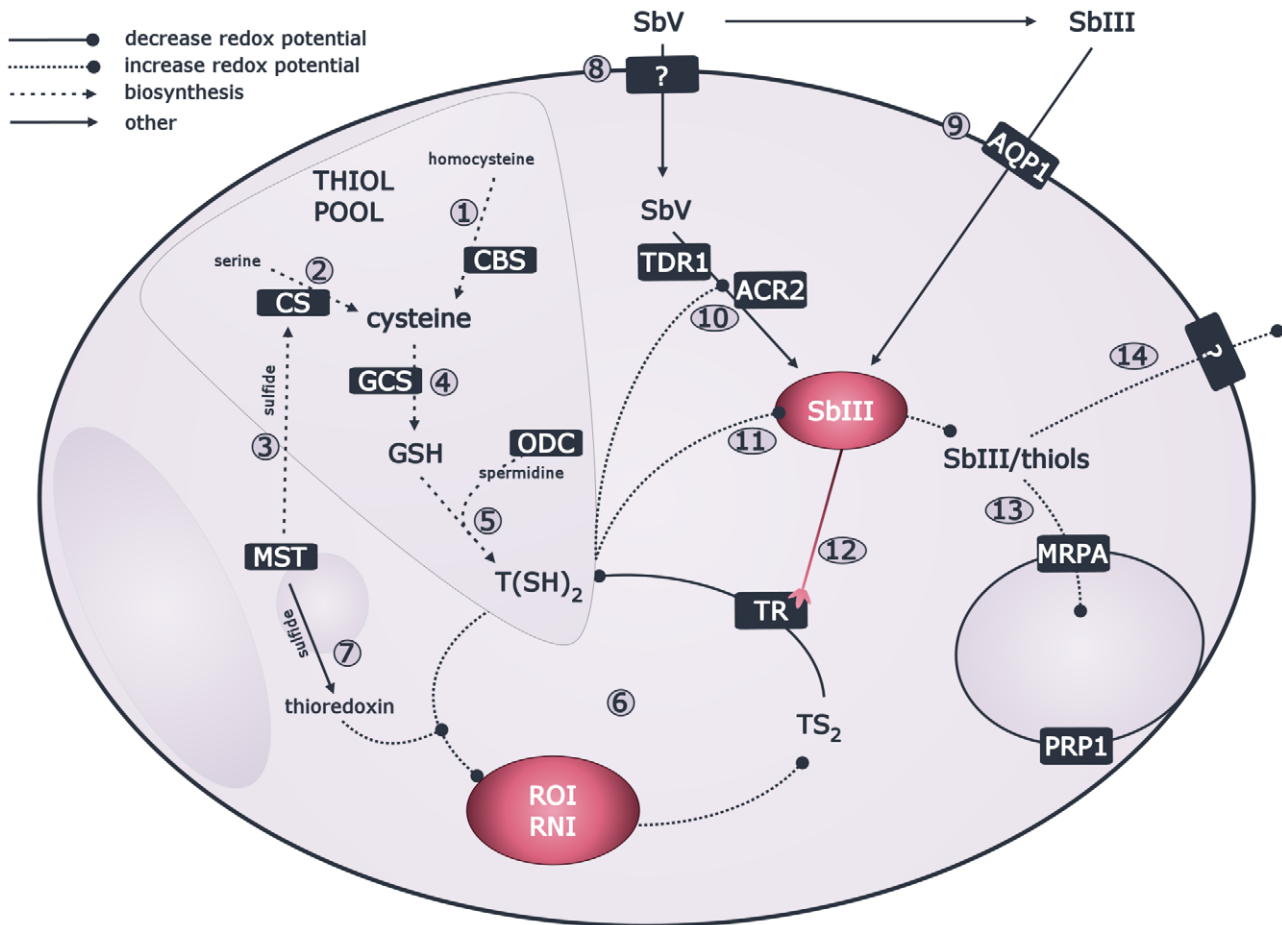 SbV
SbIII
decrease redox potential
increase redox potential
biosynthesis
other
8
?
9
AQP1
homocysteine
THIOL
POOL
1
CBS
serine
2
CS
cysteine
SbV
TDR1
ACR2
10
sulfide
3
GCS
4
GSH
ODC
spermidine
5
T(SH)2
SbIII
11
12
SbIII/thiols
14
?
13
MRPA
MST
sulfide
7
thioredoxin
TR
6
TS2
PRP1
ROI
RNI